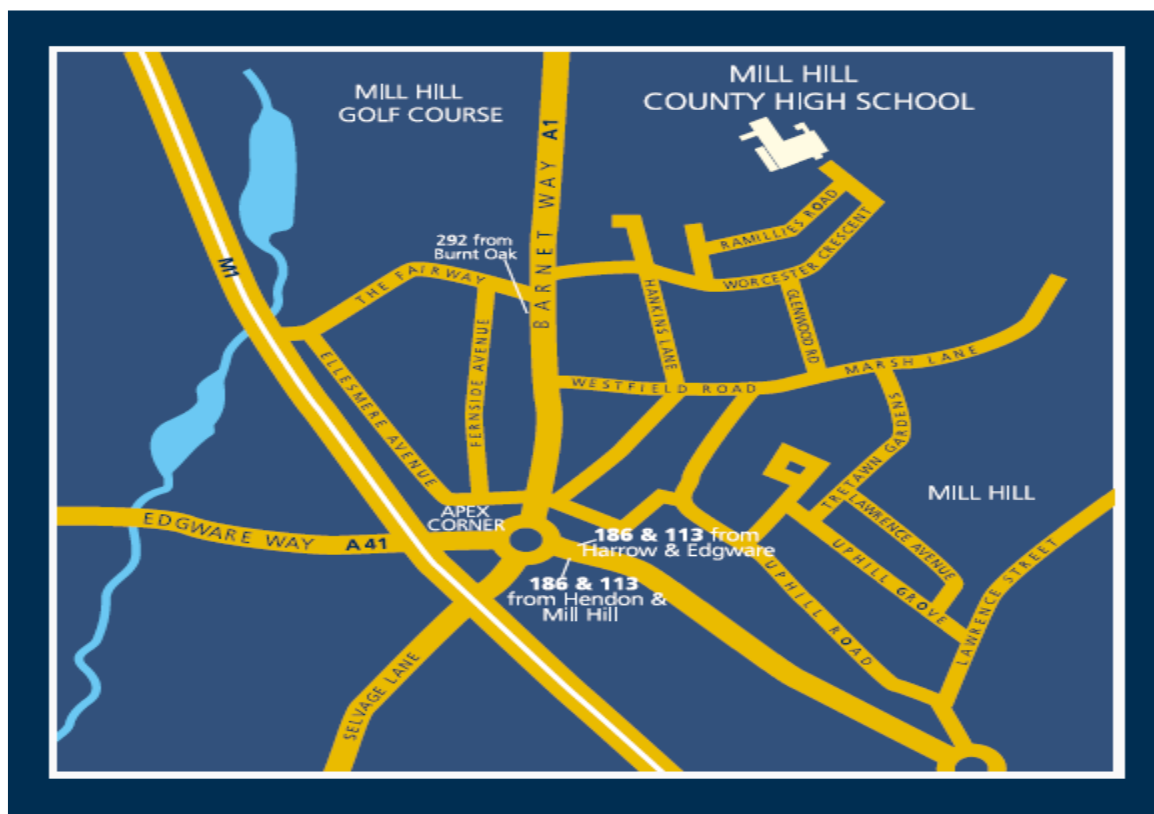 MILL HILL
GOLF COURSE
MILL HILL
COUNTY HIGH SCHOOL
BARNET WAY A1
M1
292 from
Burnt Oak
THE FAIRWAY
RAMILLIES ROAD
WORCESTER CRESCENT
HANKINS LANE
GLENWOOD RD
FERNSIDE AVENUE
ELLESMERE AVENUE
WESTFIELD ROAD
MARSH LANE
TRETAWN GARDENS
MILL HILL
LAWRENCE AVENUE
APEX
CORNER
EDGWARE WAY A41
186 & 113 from
Harrow & Edgware
186 & 113
from Hendon &
Mill Hill
UPHILL GROVE
UPHILL ROAD
LAWRENCE STREET
SELVAGE LANE